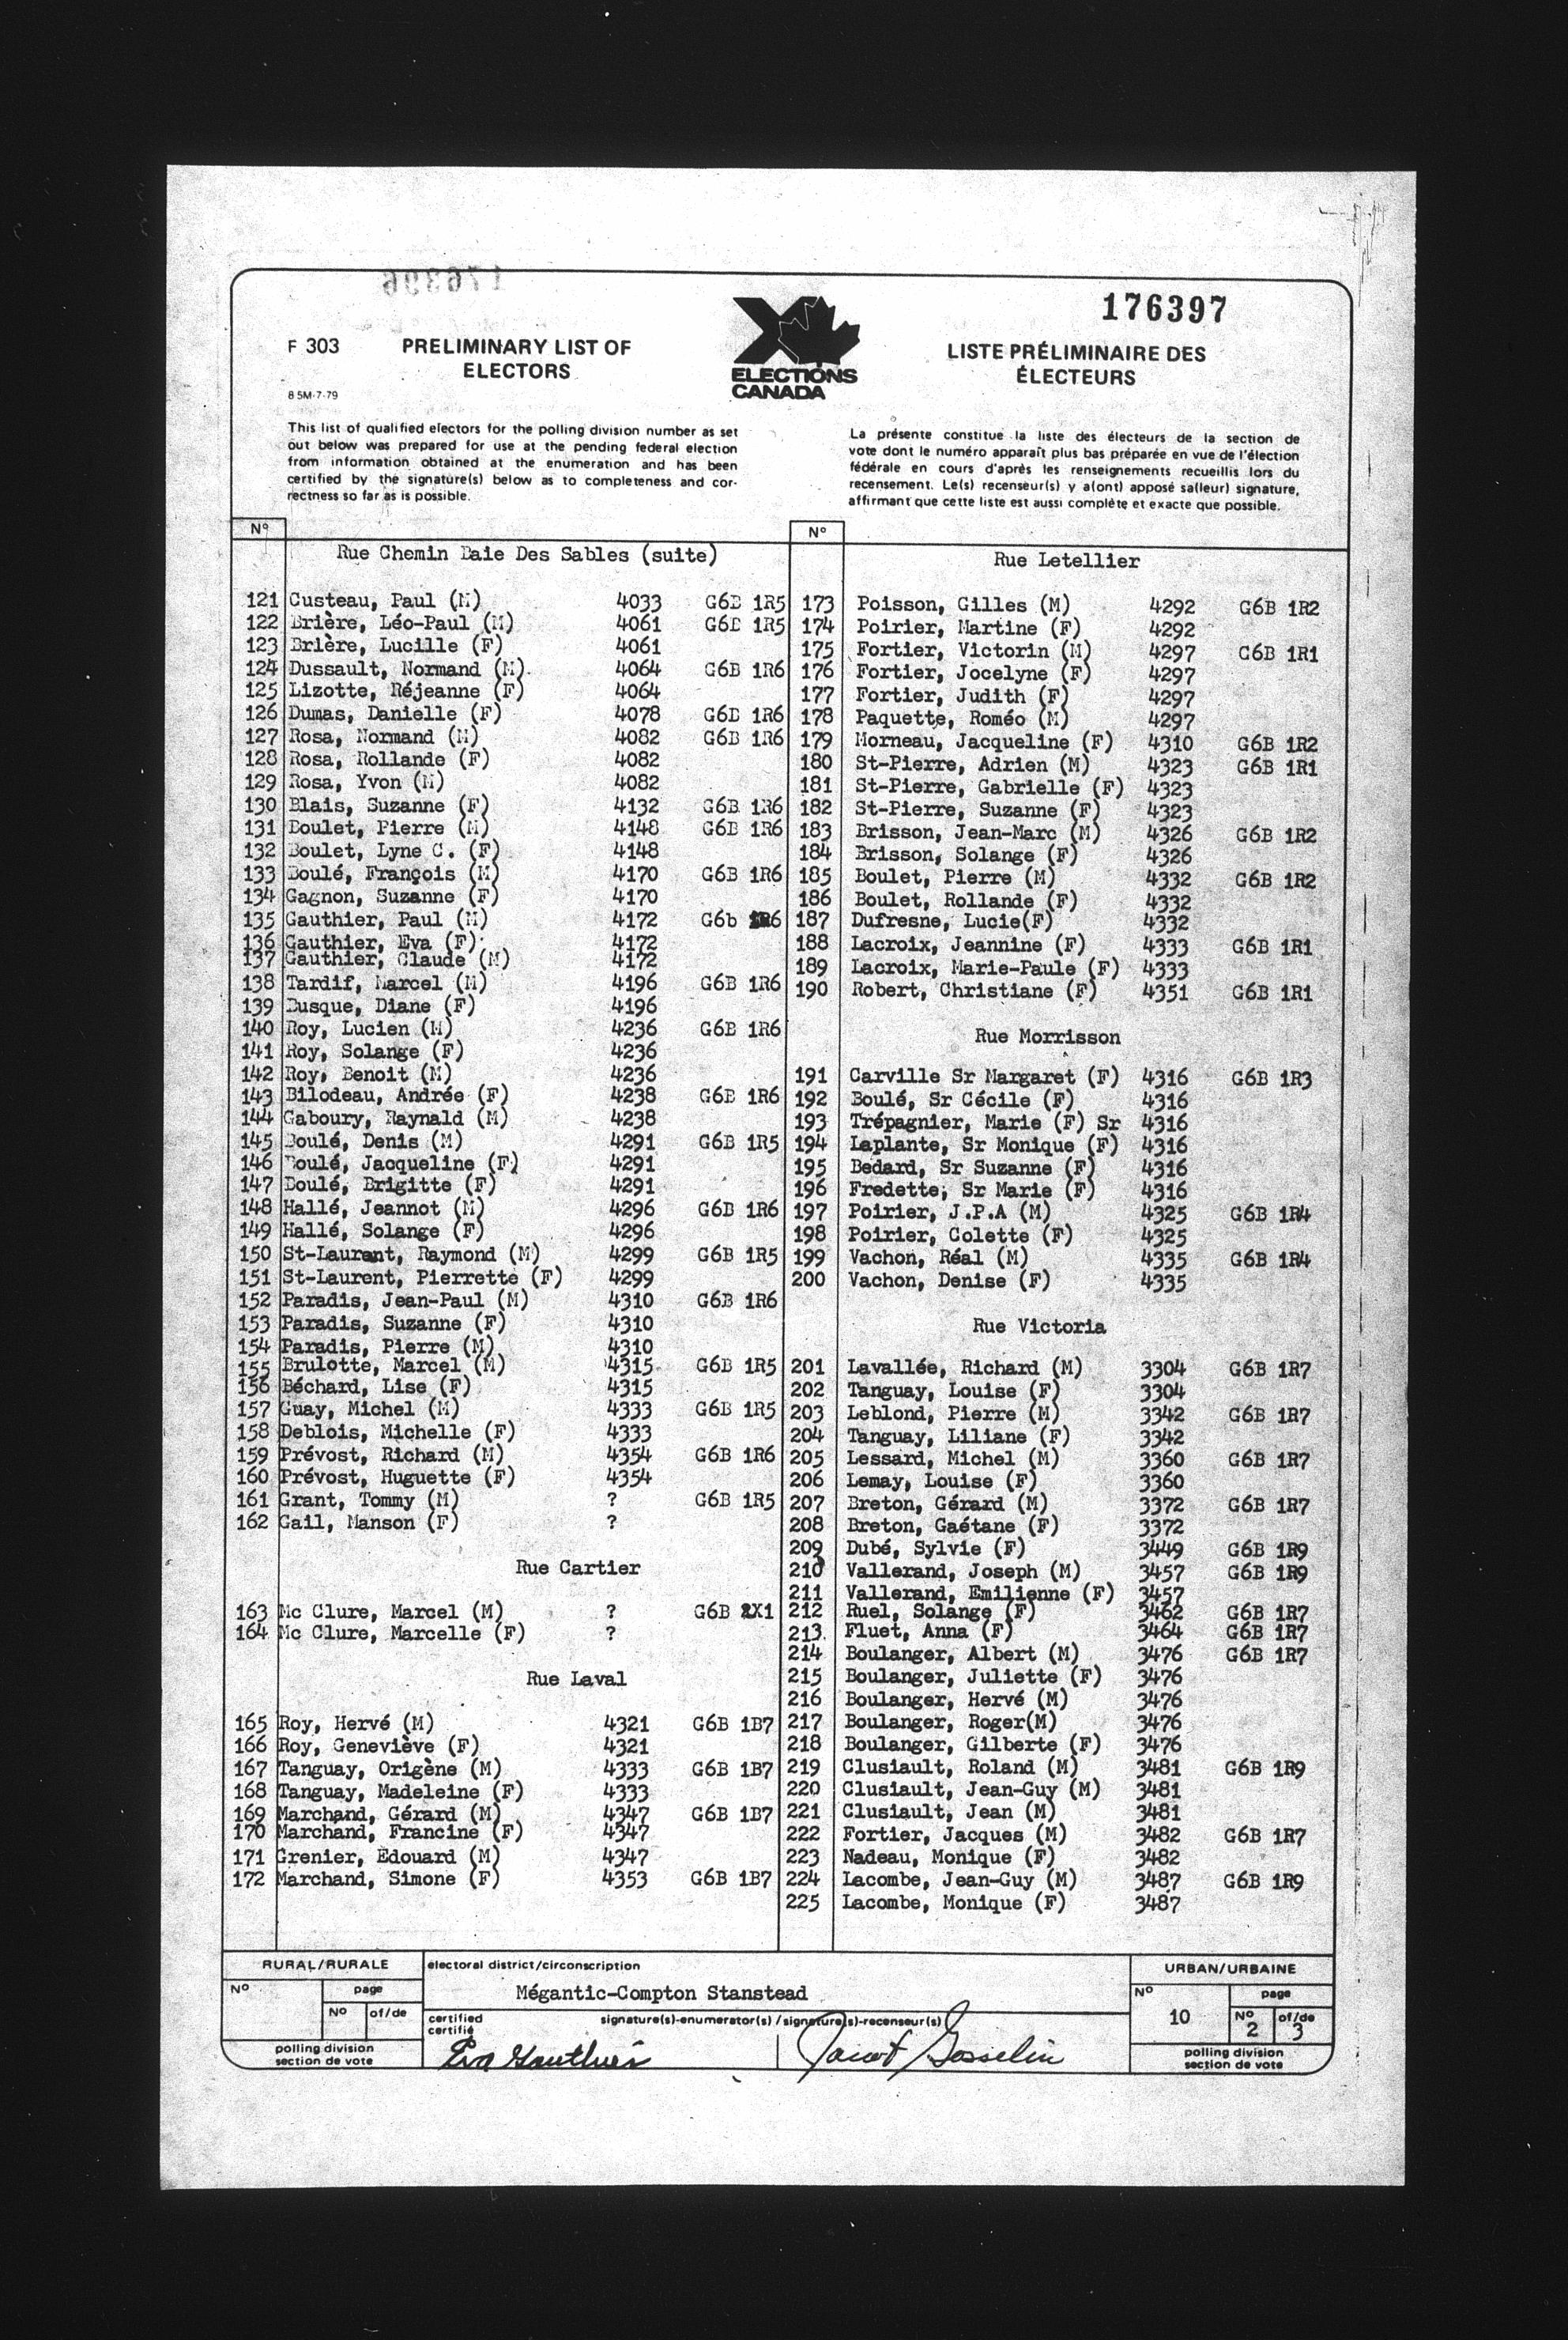 176396
176397
F 303
PRELIMINARY LIST OF
ELECTORS
8 5M-7-79
ELECTIONS
CANADA
LISTE PRÉLIMINAIRE DES
ÉLECTEURS
This list of qualified electors for the polling division number as set
out below was prepared for use at the pending federal election
from information obtained at the enumeration and has been
certified by the signature(s) below as to completeness and cor-
rectness so far as is possible.
La présente constitue la liste des électeurs de la section de
vote dont le numéro apparaît plus bas préparée en vue de l'élection
fédérale en cours d'après les renseignements recueillis lors du
recensement. Le(s) recenseur(s) y a(ont) apposé sa(leur) signature,
affirmant que cette liste est aussi complète et exacte que possible.
Nº
Rue Chemin Baie Des Sables (suite)
121 Custeau, Paul (M) 4033 G6B 1R5
122 Brière, Léo-Paul (M) 4061 G6B 1R5
123 Brière, Lucille (F) 4061
124 Dussault, Normand (M) 4064 G6B 1R6
125 Lizotte, Réjeanne (F) 4064
126 Dumas, Danielle (F) 4078 G6B 1R6
127 Rosa, Normand (M) 4082 G6B 1R6
128 Rosa, Rollande (F) 4082
129 Rosa, Yvon (M) 4082
130 Blais, Suzanne (F) 4132 G6B 1R6
131 Boulet, Pierre (M) 4148 G6B 1R6
132 Boulet, Lyne C. (F) 4148
133 Boulé, François (M) 4170 G6B 1R6
134 Gagnon, Suzanne (F) 4170
135 Gauthier, Paul (M) 4172 G6b 1R6
136 Gauthier, Eva (F) 4172
137 Gauthier, Claude (M) 4172
138 Tardif, Marcel (M) 4196 G6B 1R6
139 Busque, Diane (F) 4196
140 Roy, Lucien (M) 4236 G6B 1R6
141 Roy, Solange (F) 4236
142 Roy, Benoit (M) 4236
143 Bilodeau, Andrée (F) 4238 G6B 1R6
144 Gaboury, Raynald (M) 4238
145 Boulé, Denis (M) 4291 G6B 1R5
146 Boulé, Jacqueline (F) 4291
147 Boulé, Brigitte (F) 4291
148 Hallé, Jeannot (M) 4296 G6B 1R6
149 Hallé, Solange (F) 4296
150 St-Laurent, Raymond (M) 4299 G6B 1R5
151 St-Laurent, Pierrette (F) 4299
152 Paradis, Jean-Paul (M) 4310 G6B 1R6
153 Paradis, Suzanne (F) 4310
154 Paradis, Pierre (M) 4310
155 Brulotte, Marcel (M) 4315 G6B 1R5
156 Béchard, Lise (F) 4315
157 Guay, Michel (M) 4333 G6B 1R5
158 Deblois, Michelle (F) 4333
159 Prévost, Richard (M) 4354 G6B 1R6
160 Prévost, Huguette (F) 4354
161 Grant, Tommy (M) ? G6B 1R5
162 Gail, Manson (F) ?
Rue Cartier
163 Mc Clure, Marcel (M) ? G6B 2X1
164 Mc Clure, Marcelle (F) ?
Rue Laval
165 Roy, Hervé (M) 4321 G6B 1B7
166 Roy, Geneviève (F) 4321
167 Tanguay, Origène (M) 4333 G6B 1B7
168 Tanguay, Madeleine (F) 4333
169 Marchand, Gérard (M) 4347 G6B 1B7
170 Marchand, Francine (F) 4347
171 Grenier, Edouard (M) 4347
172 Marchand, Simone (F) 4353 G6B 1B7
Nº
Rue Letellier
173 Poisson, Gilles (M) 4292 G6B 1R2
174 Poirier, Martine (F) 4292
175 Fortier, Victorin (M) 4297 G6B 1R1
176 Fortier, Jocelyne (F) 4297
177 Fortier, Judith (F) 4297
178 Paquette, Roméo (M) 4297
179 Morneau, Jacqueline (F) 4310 G6B 1R2
180 St-Pierre, Adrien (M) 4323 G6B 1R1
181 St-Pierre, Gabrielle (F) 4323
182 St-Pierre, Suzanne (F) 4323
183 Brisson, Jean-Marc (M) 4326 G6B 1R2
184 Brisson, Solange (F) 4326
185 Boulet, Pierre (M) 4332 G6B 1R2
186 Boulet, Rollande (F) 4332
187 Dufresne, Lucie(F) 4332
188 Lacroix, Jeannine (F) 4333 G6B 1R1
189 Lacroix, Marie-Paule (F) 4333
190 Robert, Christiane (F) 4351 G6B 1R1
Rue Morrisson
191 Carville Sr Margaret (F) 4316 G6B 1R3
192 Boulé, Sr Cécile (F) 4316
193 Trépagnier, Marie (F) Sr 4316
194 Laplante, Sr Monique (F) 4316
195 Bedard, Sr Suzanne (F) 4316
196 Fredette, Sr Marie (F) 4316
197 Poirier, J.P.A (M) 4325 G6B 1R4
198 Poirier, Colette (F) 4325
199 Vachon, Réal (M) 4335 G6B 1R4
200 Vachon, Denise (F) 4335
Rue Victoria
201 Lavallée, Richard (M) 3304 G6B 1R7
202 Tanguay, Louise (F) 3304
203 Leblond, Pierre (M) 3342 G6B 1R7
204 Tanguay, Liliane (F) 3342
205 Lessard, Michel (M) 3360 G6B 1R7
206 Lemay, Louise (F) 3360
207 Breton, Gérard (M) 3372 G6B 1R7
208 Breton, Gaétane (F) 3372
209 Dubé, Sylvie (F) 3449 G6B 1R9
210 Vallerand, Joseph (M) 3457 G6B 1R9
211 Vallerand, Emilienne (F) 3457
212 Ruel, Solange (F) 3462 G6B 1R7
213. Fluet, Anna (F) 3464 G6B 1R7
214 Boulanger, Albert (M) 3476 G6B 1R7
215 Boulanger, Juliette (F) 3476
216 Boulanger, Hervé (M) 3476
217 Boulanger, Roger(M) 3476
218 Boulanger, Gilberte (F) 3476
219 Clusiault, Roland (M) 3481 G6B 1R9
220 Clusiault, Jean-Guy (M) 3481
221 Clusiault, Jean (M) 3481
222 Fortier, Jacques (M) 3482 G6B 1R7
223 Nadeau, Monique (F) 3482
224 Lacombe, Jean-Guy (M) 3487 G6B 1R9
225 Lacombe, Monique (F) 3487
RURAL/RURALE
Nº page
Nº of/de
polling division
section de vote
electoral district/circonscription
Mégantic-Compton Stanstead
certified
certifié
signature(s)-enumerator(s) / signature(s)-recenseur(s)
Eva Gauthier
Gosselin
URBAN/URBAINE
Nº page
10 Nº 2 of/de 3
polling division
section de vote